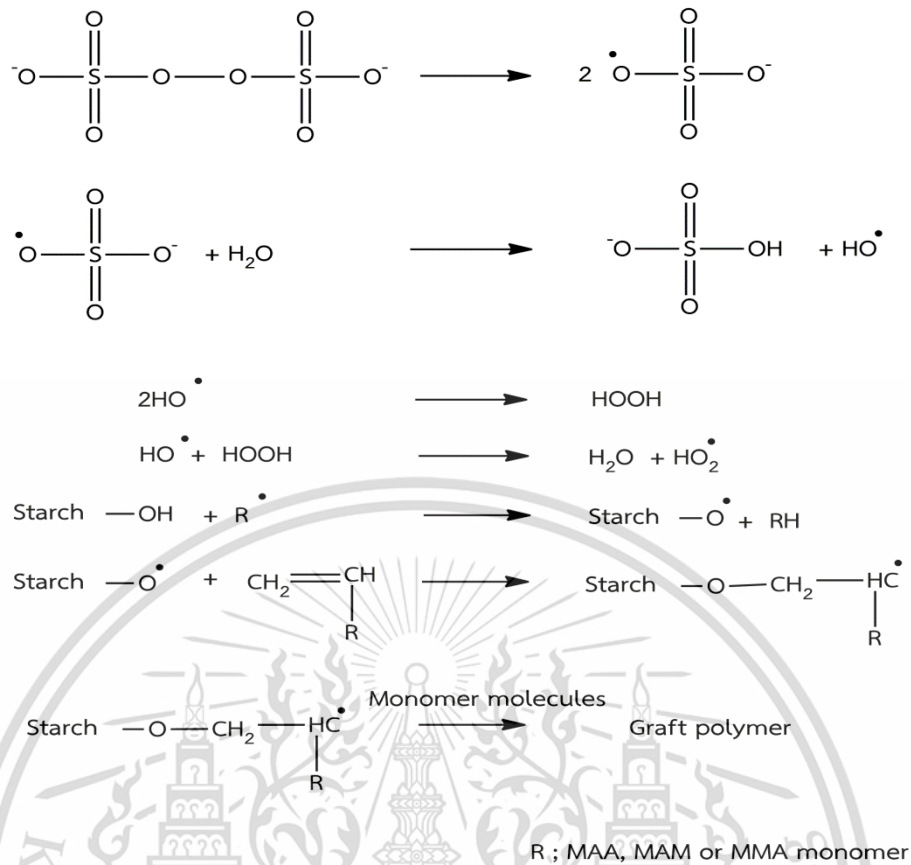 O O O
⁻O—S—O—O—S—O⁻ ⟶ 2 •O—S—O⁻
O O O
O O
•O—S—O⁻ + H₂O ⟶ ⁻O—S—OH + HO•
O O
2HO• ⟶ HOOH
HO• + HOOH ⟶ H₂O + HO₂•
Starch —OH + R• ⟶ Starch —O• + RH
Starch —O• + CH₂=CH ⟶ Starch —O—CH₂—HC•
R R
Monomer molecules
Starch —O—CH₂—HC• ⟶ Graft polymer
R
R ; MAA, MAM or MMA monomer